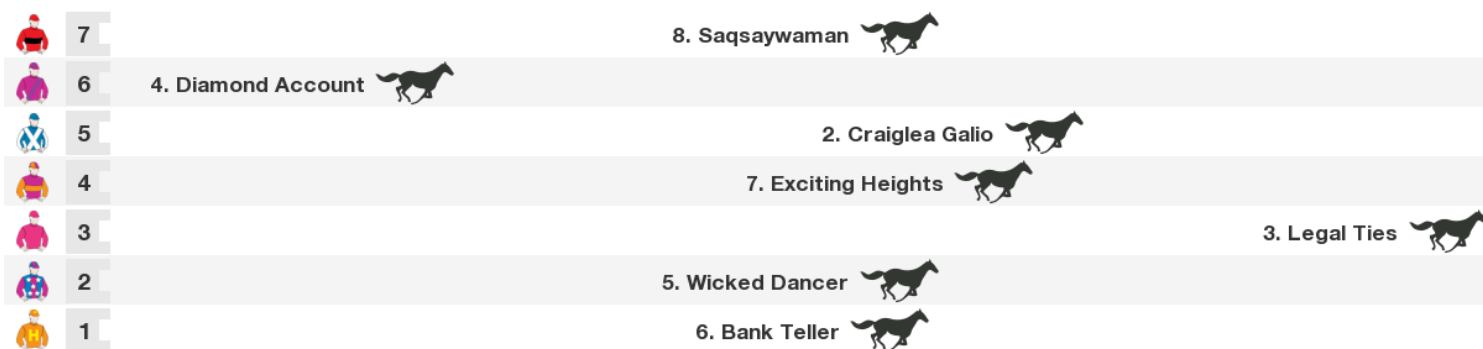 7 8. Saqsaywaman
6 4. Diamond Account
5 2. Craiglea Galio
4 7. Exciting Heights
3 3. Legal Ties
2 5. Wicked Dancer
1 6. Bank Teller
H